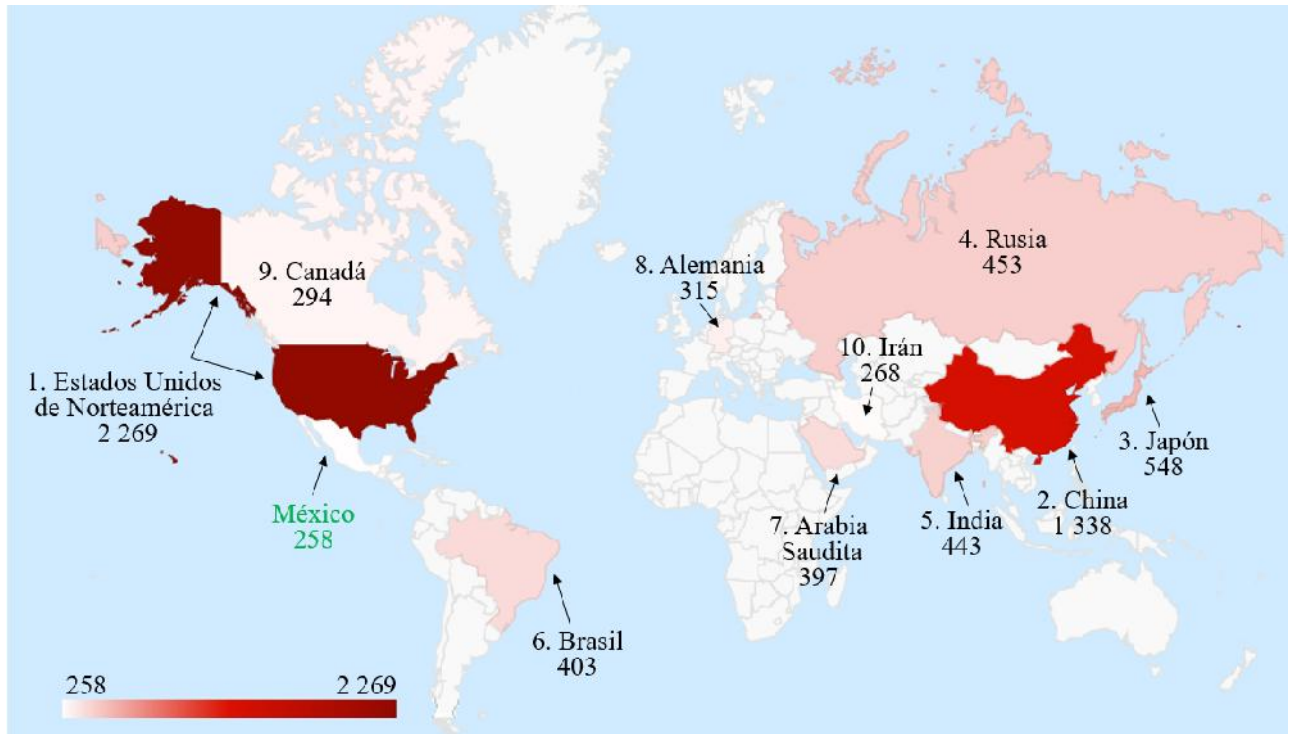 9. Canadá
294
1. Estados Unidos
de Norteamérica
2 269
México
258
6. Brasil
403
8. Alemania
315
4. Rusia
453
10. Irán
268
3. Japón
548
2. China
1 338
5. India
443
7. Arabia
Saudita
397
258 2 269